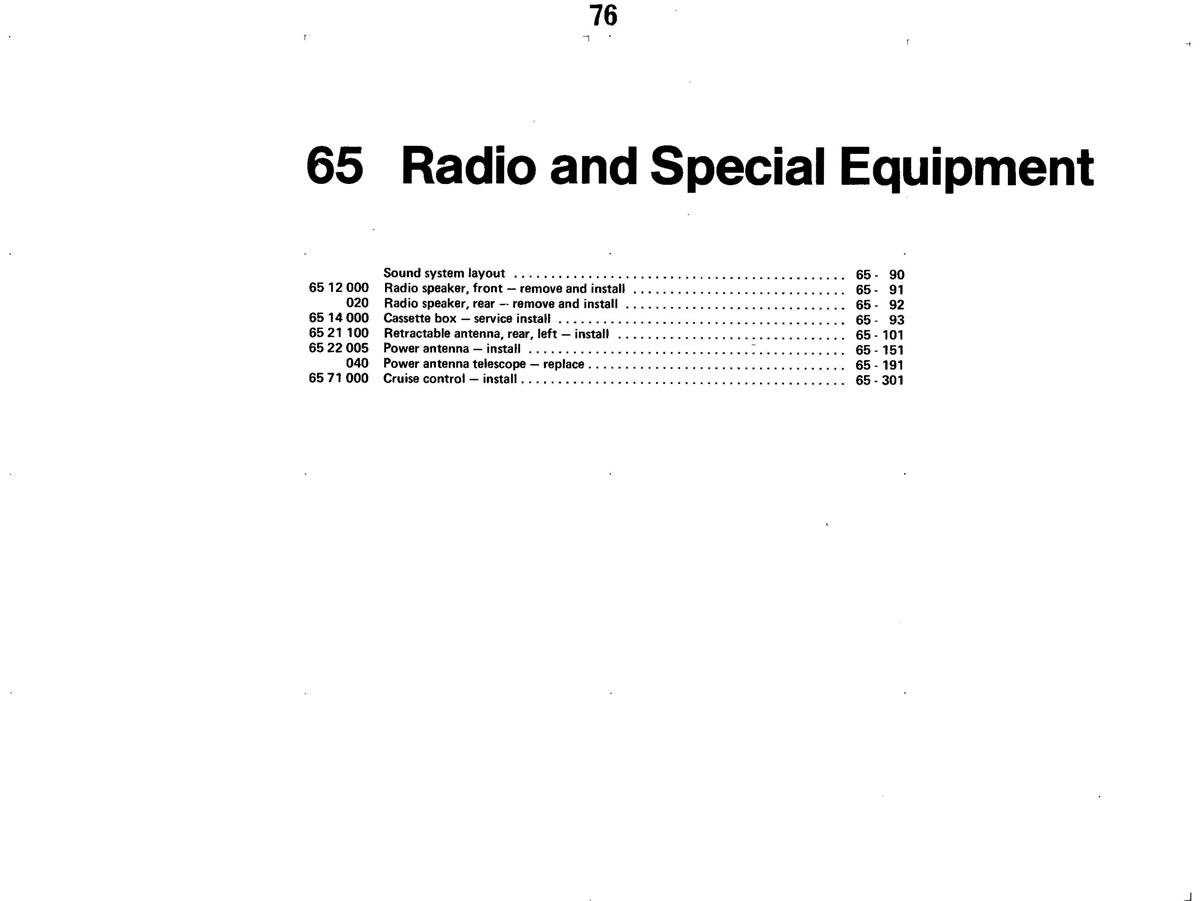 76
65 Radio and Special Equipment
Sound system layout ............................................ 65 - 90
65 12 000 Radio speaker, front — remove and install ............................ 65 - 91
020 Radio speaker, rear — remove and install ............................. 65 - 92
65 14 000 Cassette box — service install ...................................... 65 - 93
65 21 100 Retractable antenna, rear, left — install .............................. 65 - 101
65 22 005 Power antenna — install .......................................... 65 - 151
040 Power antenna telescope — replace .................................. 65 - 191
65 71 000 Cruise control — install ........................................... 65 - 301